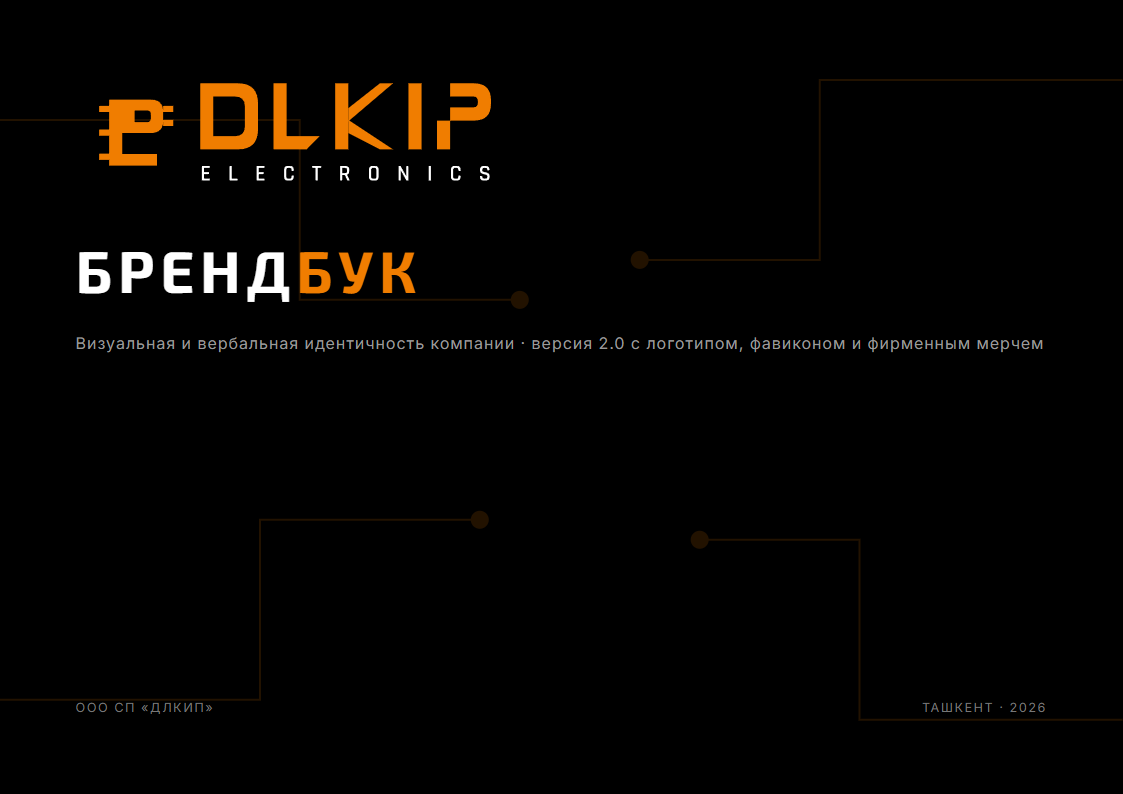 DLKIP
ELECTRONICS
БРЕНДБУК
Визуальная и вербальная идентичность компании · версия 2.0 с логотипом, фавиконом и фирменным мерчем
ООО СП «ДЛКИП»
ТАШКЕНТ · 2026